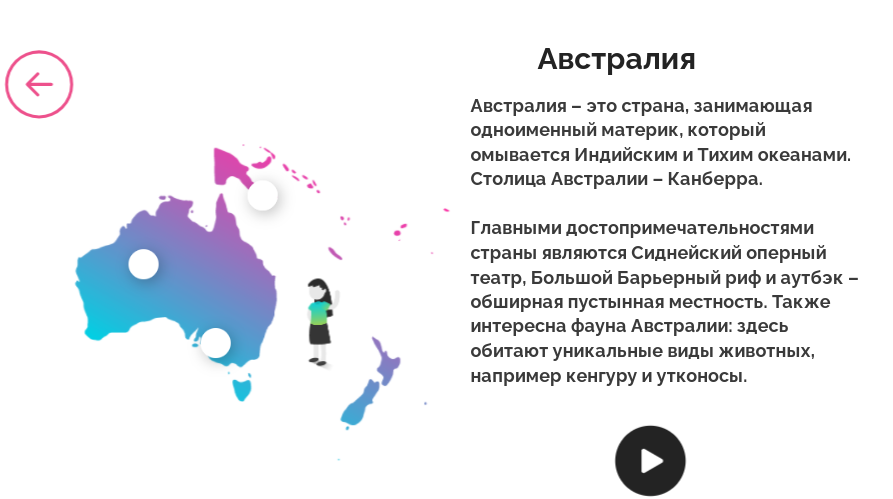 Австралия
Австралия – это страна, занимающая
одноименный материк, который
омывается Индийским и Тихим океанами.
Столица Австралии – Канберра.
Главными достопримечательностями
страны являются Сиднейский оперный
театр, Большой Барьерный риф и аутбэк –
обширная пустынная местность. Также
интересна фауна Австралии: здесь
обитают уникальные виды животных,
например кенгуру и утконосы.